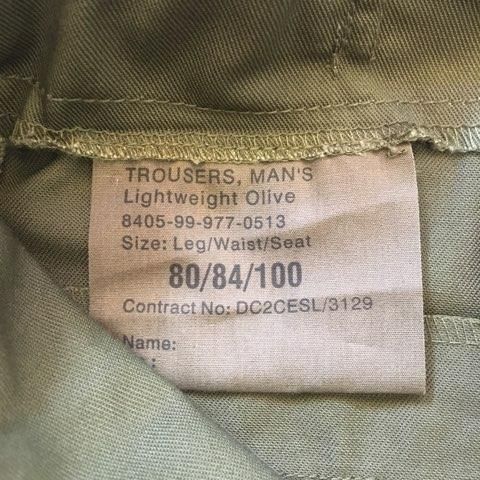 TROUSERS, MAN'S
Lightweight Olive
8405-99-977-0513
Size: Leg/Waist/Seat
80/84/100
Contract No: DC2CESL/3129
Name: